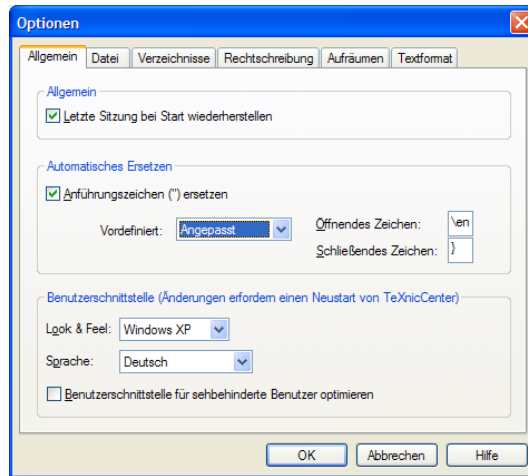 Optionen
Allgemein Datei Verzeichnisse Rechtschreibung Aufräumen Textformat
Allgemein
Letzte Sitzung bei Start wiederherstellen
Automatisches Ersetzen
Anführungszeichen (") ersetzen
Vordefiniert: Angepasst Öffnendes Zeichen: \en
Schließendes Zeichen: }
Benutzerschnittstelle (Änderungen erfordern einen Neustart von TeXnicCenter)
Look & Feel: Windows XP
Sprache: Deutsch
Benutzerschnittstelle für sehbehinderte Benutzer optimieren
OK Abbrechen Hilfe